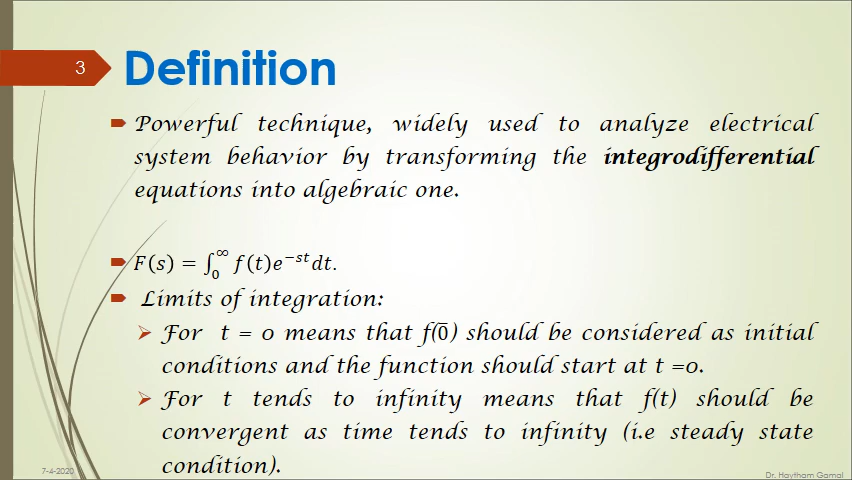 3
Definition
Powerful technique, widely used to analyze electrical
system behavior by transforming the integrodifferential
equations into algebraic one.
F(s) = ∫₀^∞ f(t)e^{−st}dt.
Limits of integration:
For t = 0 means that f(0̅) should be considered as initial
conditions and the function should start at t =0.
For t tends to infinity means that f(t) should be
convergent as time tends to infinity (i.e steady state
condition).
7-4-2020
Dr. Haytham Gamal